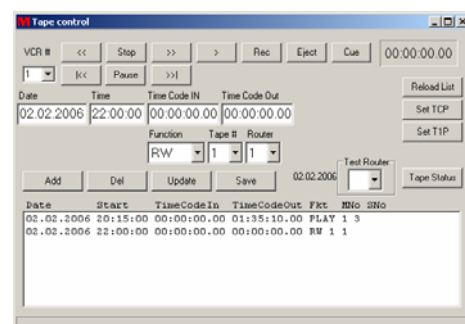 Tape control
VCR # << Stop >> > Rec Eject Cue 00:00:00.00
1 |<< Pause >>|
Reload List
Date Time Time Code IN Time Code Out
02.02.2006 22:00:00 00:00:00.00 00:00:00.00
Set TCP
Function Tape # Router
Set T1P
RW 1 1
Test Router
Add Del Update Save 02.02.2006 Tape Status
Date Start TimeCodeIn TimeCodeOut Fkt MNo SNo
02.02.2006 20:15:00 00:00:00.00 01:35:10.00 PLAY 1 3
02.02.2006 22:00:00 00:00:00.00 00:00:00.00 RW 1 1